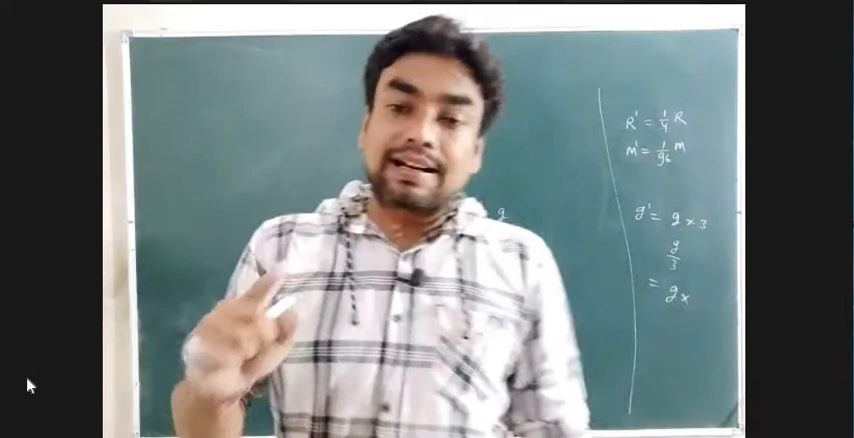 g
R' = 1/4 R
M' = 1/96 M
g' = g × 3
g/3
= g ×